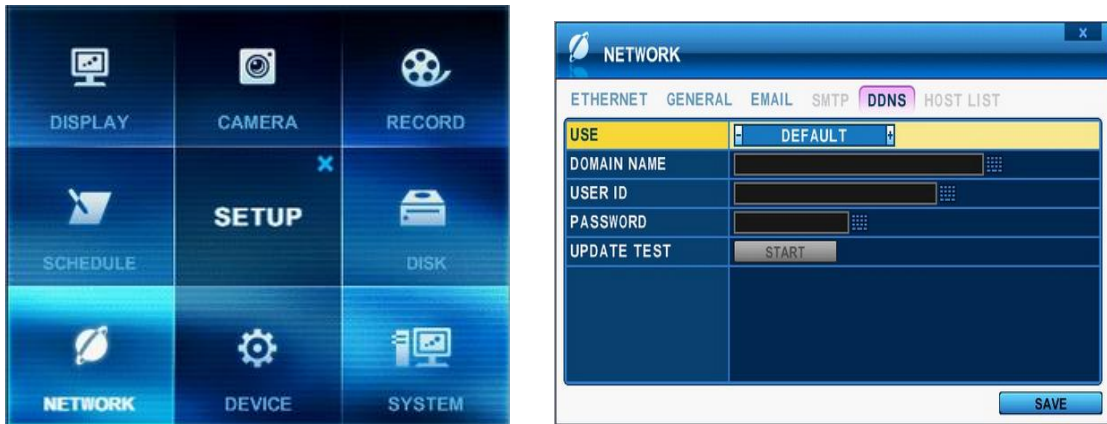 DISPLAY CAMERA RECORD
SETUP
SCHEDULE DISK
NETWORK DEVICE SYSTEM
X
NETWORK
ETHERNET GENERAL EMAIL SMTP DDNS HOST LIST
USE - DEFAULT +
DOMAIN NAME
USER ID
PASSWORD
UPDATE TEST START
SAVE